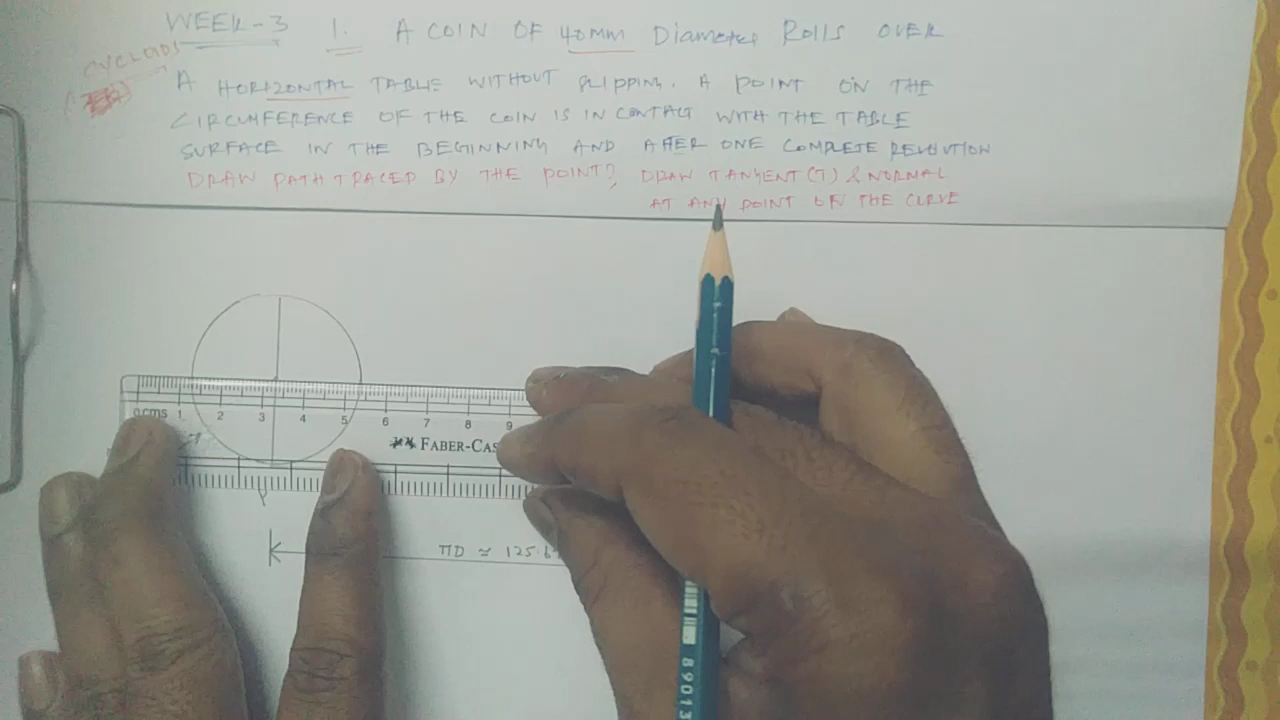 WEEK-3 1. A COIN OF 40MM Diameter Rolls OVER
CYCLOIDS
A HORIZONTAL TABLE WITHOUT SLIPPING. A POINT ON THE
CIRCUMFERENCE OF THE COIN IS IN CONTACT WITH THE TABLE
SURFACE IN THE BEGINNING AND AFTER ONE COMPLETE REVOLUTION
DRAW PATH TRACED BY THE POINT? DRAW TANGENT(T) & NORMAL
AT ANY POINT ON THE CURVE
0 cms 1 2 3 4 5 6 7 8 9
FABER-CAS
P
πD ≃ 125.6
89013